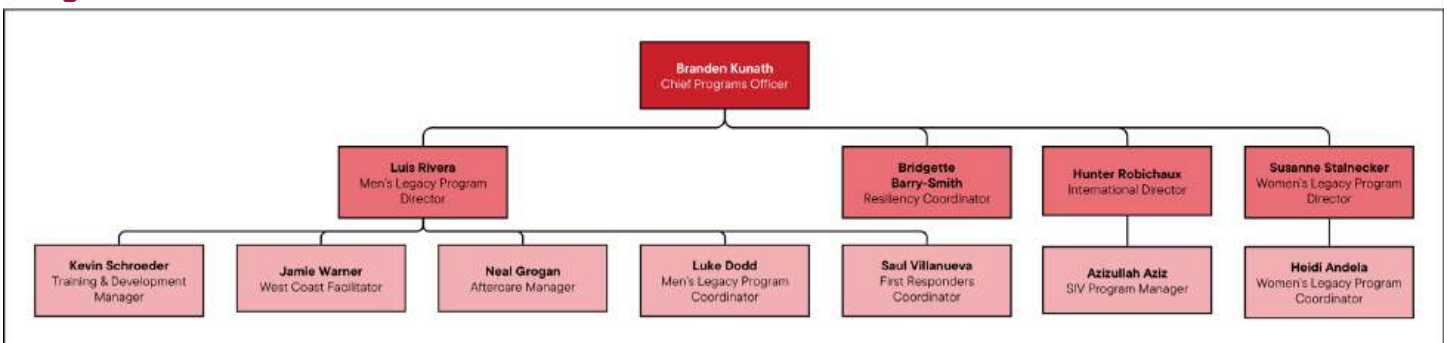 Branden Kunath
Chief Programs Officer
Luis Rivera
Men's Legacy Program
Director
Bridgette
Barry-Smith
Resiliency Coordinator
Hunter Robichaux
International Director
Susanne Stalnecker
Women's Legacy Program
Director
Kevin Schroeder
Training & Development
Manager
Jamie Warner
West Coast Facilitator
Neal Grogan
Aftercare Manager
Luke Dodd
Men's Legacy Program
Coordinator
Saul Villanueva
First Responders
Coordinator
Azizullah Aziz
SIV Program Manager
Heidi Andela
Women's Legacy Program
Coordinator